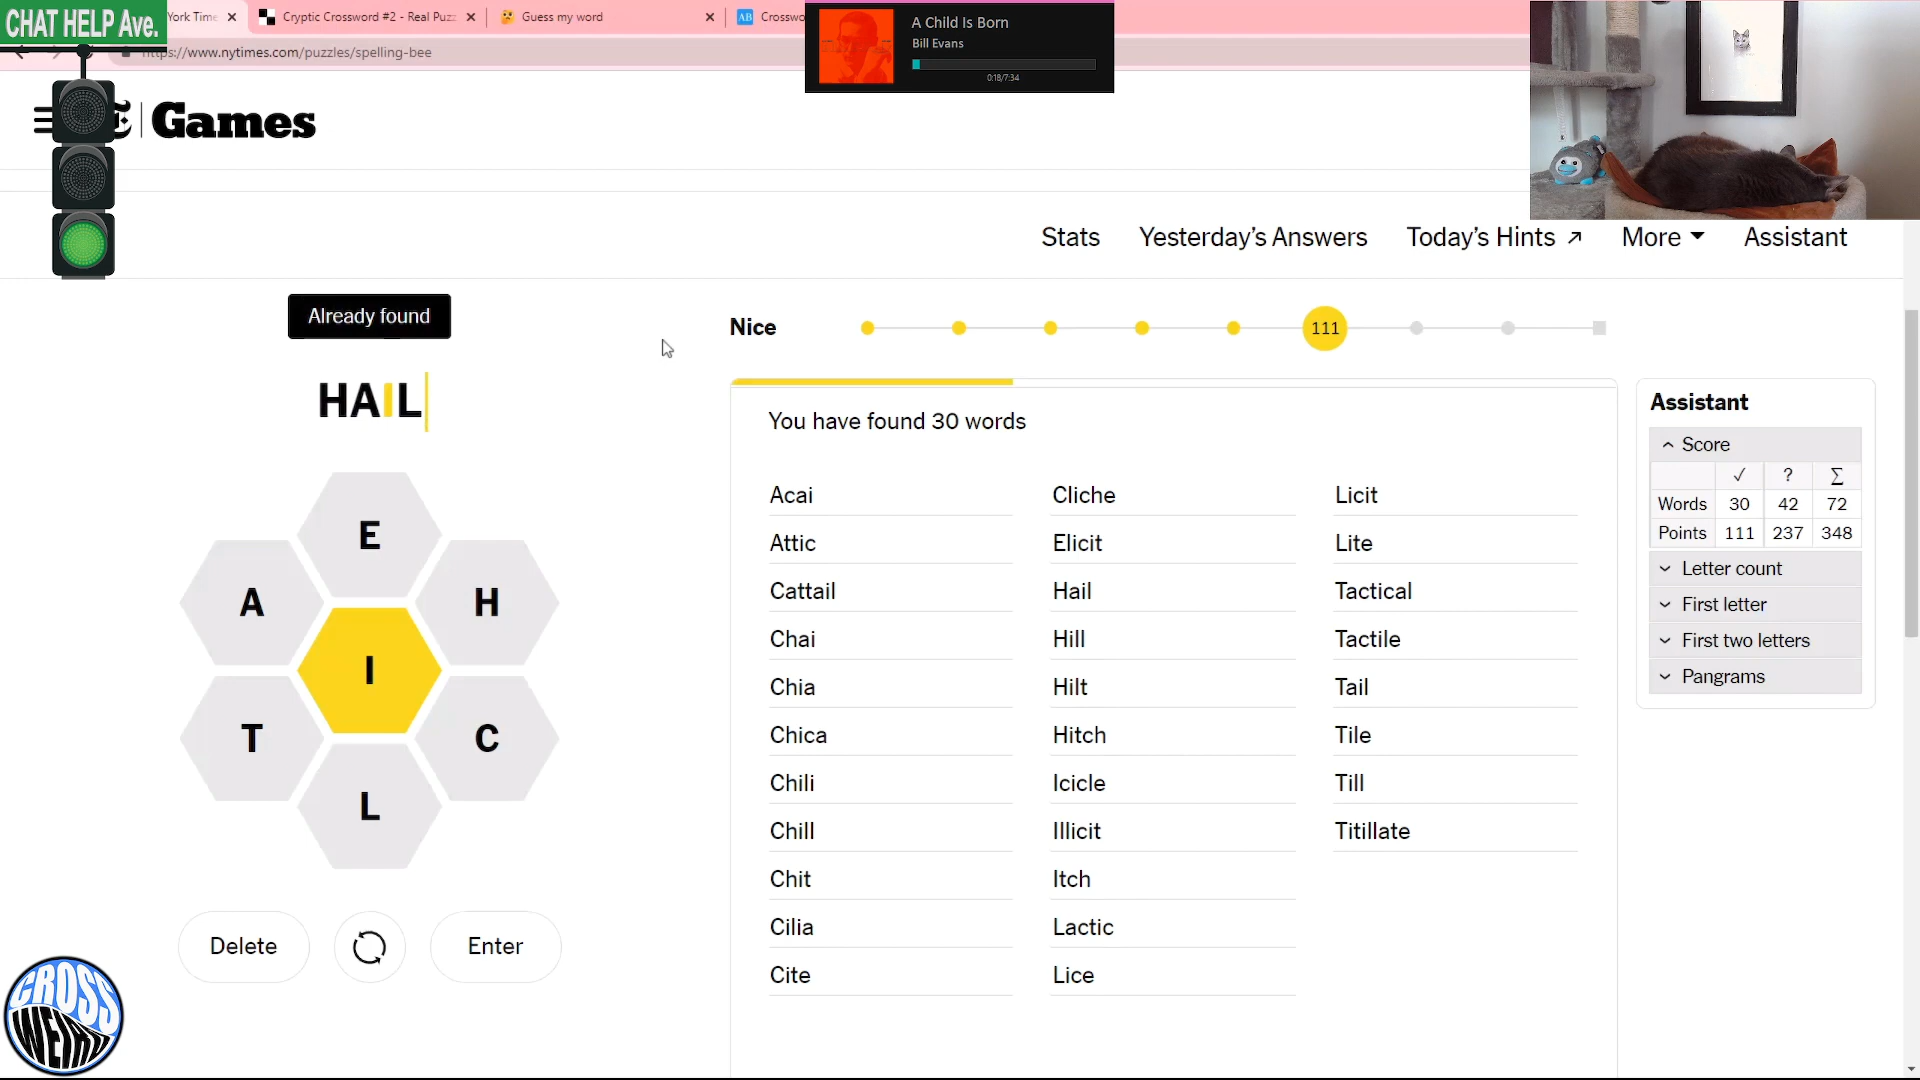 CHAT HELP Ave.
York Time
Cryptic Crossword #2 - Real Puz
Guess my word
AB Crosswo
https://www.nytimes.com/puzzles/spelling-bee
A Child Is Born
Bill Evans
0:18/7:34
Games
Stats
Yesterday’s Answers
Today’s Hints
More
Assistant
Already found
HAIL
Nice
111
You have found 30 words
Acai
Attic
Cattail
Chai
Chia
Chica
Chili
Chill
Chit
Cilia
Cite
Cliche
Elicit
Hail
Hill
Hilt
Hitch
Icicle
Illicit
Itch
Lactic
Lice
Licit
Lite
Tactical
Tactile
Tail
Tile
Till
Titillate
Assistant
Score
✓ ? ∑
Words 30 42 72
Points 111 237 348
Letter count
First letter
First two letters
Pangrams
E
A
H
I
T
C
L
Delete
Enter
CROSS
WEIRD